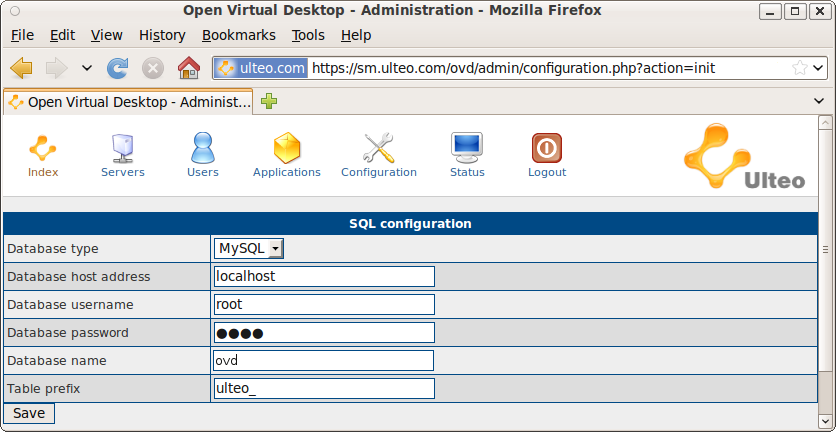 Open Virtual Desktop - Administration - Mozilla Firefox
File Edit View History Bookmarks Tools Help
ulteo.com https://sm.ulteo.com/ovd/admin/configuration.php?action=init
Open Virtual Desktop - Administ...
Index Servers Users Applications Configuration Status Logout
Ulteo
SQL configuration
Database type MySQL
Database host address localhost
Database username root
Database password ●●●●
Database name ovd
Table prefix ulteo_
Save